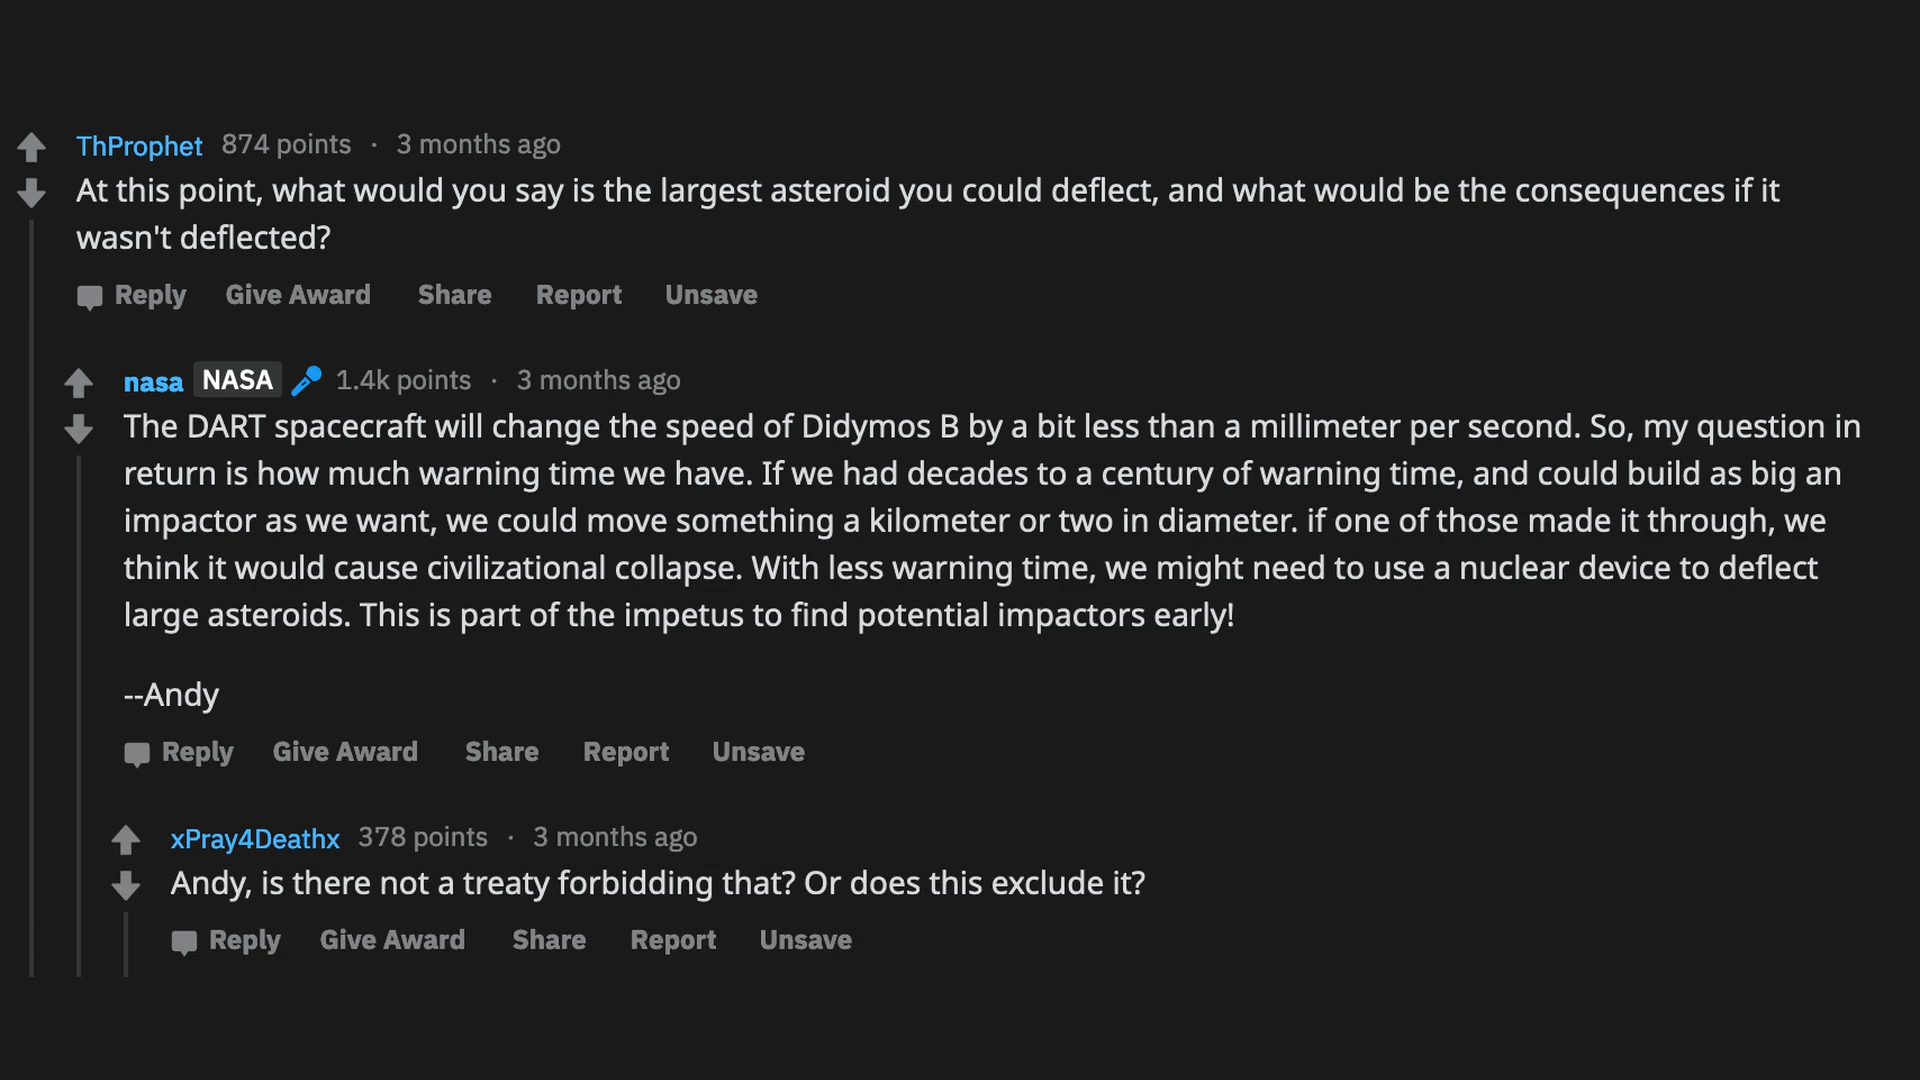 ThProphet 874 points · 3 months ago
At this point, what would you say is the largest asteroid you could deflect, and what would be the consequences if it
wasn't deflected?
Reply Give Award Share Report Unsave
nasa NASA 1.4k points · 3 months ago
The DART spacecraft will change the speed of Didymos B by a bit less than a millimeter per second. So, my question in
return is how much warning time we have. If we had decades to a century of warning time, and could build as big an
impactor as we want, we could move something a kilometer or two in diameter. if one of those made it through, we
think it would cause civilizational collapse. With less warning time, we might need to use a nuclear device to deflect
large asteroids. This is part of the impetus to find potential impactors early!
--Andy
Reply Give Award Share Report Unsave
xPray4Deathx 378 points · 3 months ago
Andy, is there not a treaty forbidding that? Or does this exclude it?
Reply Give Award Share Report Unsave